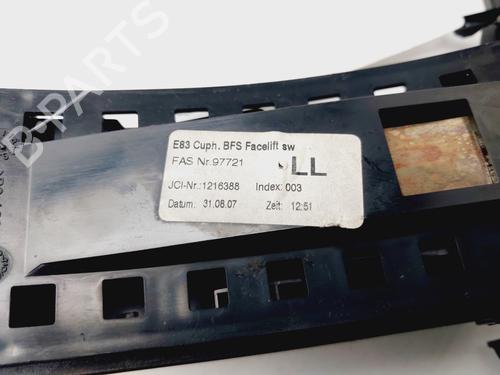 B-PARTS
E83 Cuph. BFS Facelift sw
FAS Nr.97721
LL
JCI-Nr.:1216388 Index: 003
Datum: 31.08.07 Zeit: 12:51